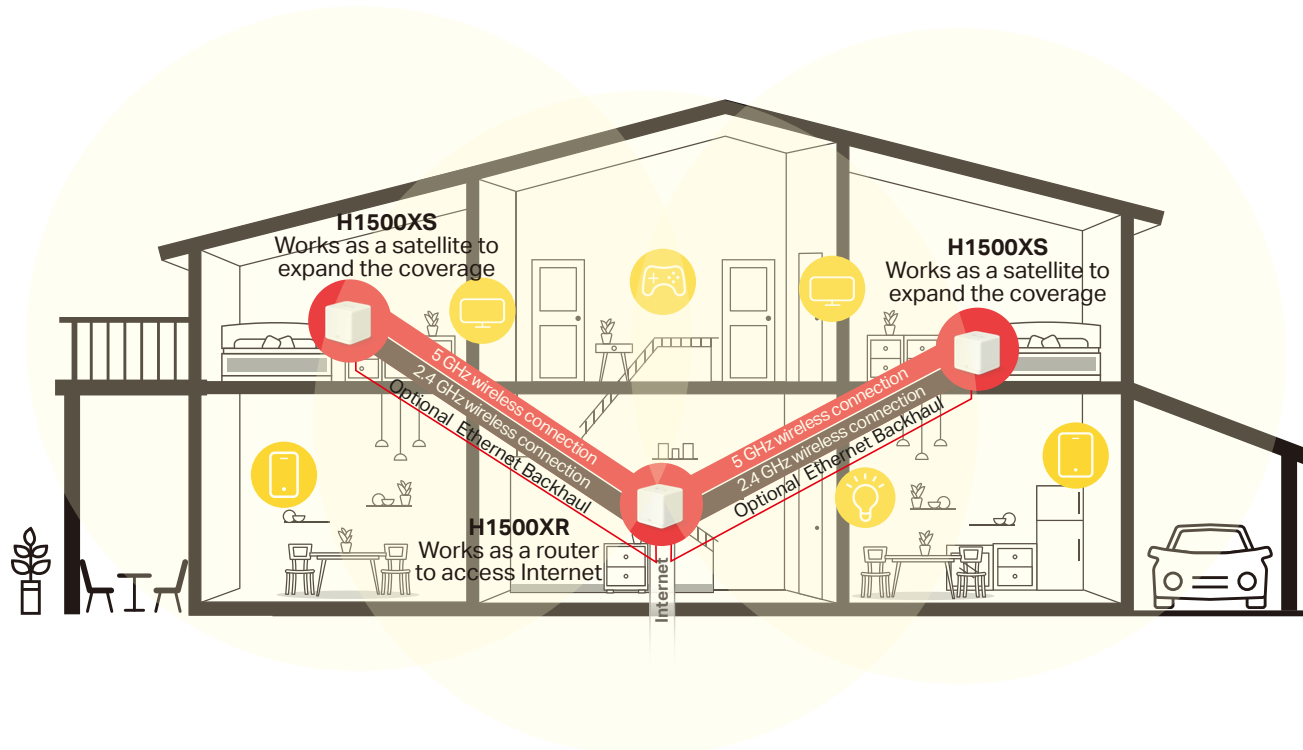 H1500XS
Works as a satellite to
expand the coverage
H1500XS
Works as a satellite to
expand the coverage
5 GHz wireless connection
2.4 GHz wireless connection
Optional Ethernet Backhaul
5 GHz wireless connection
2.4 GHz wireless connection
Optional Ethernet Backhaul
H1500XR
Works as a router
to access Internet
Internet